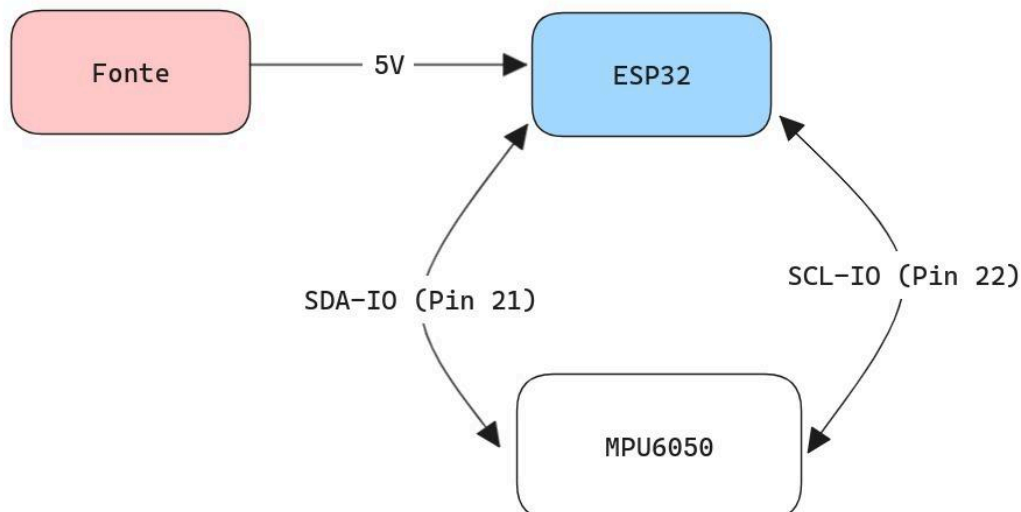 Fonte
5V
ESP32
SDA-IO (Pin 21)
SCL-IO (Pin 22)
MPU6050